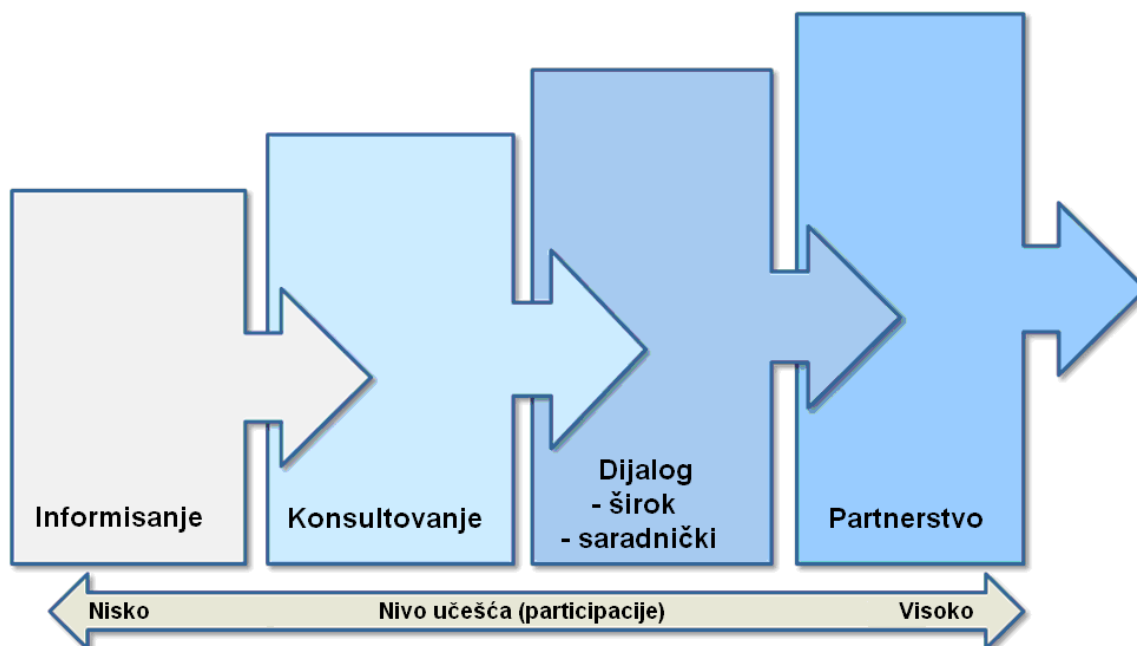 Informisanje
Konsultovanje
Dijalog
- širok
- saradnički
Partnerstvo
Nisko
Nivo učešća (participacije)
Visoko